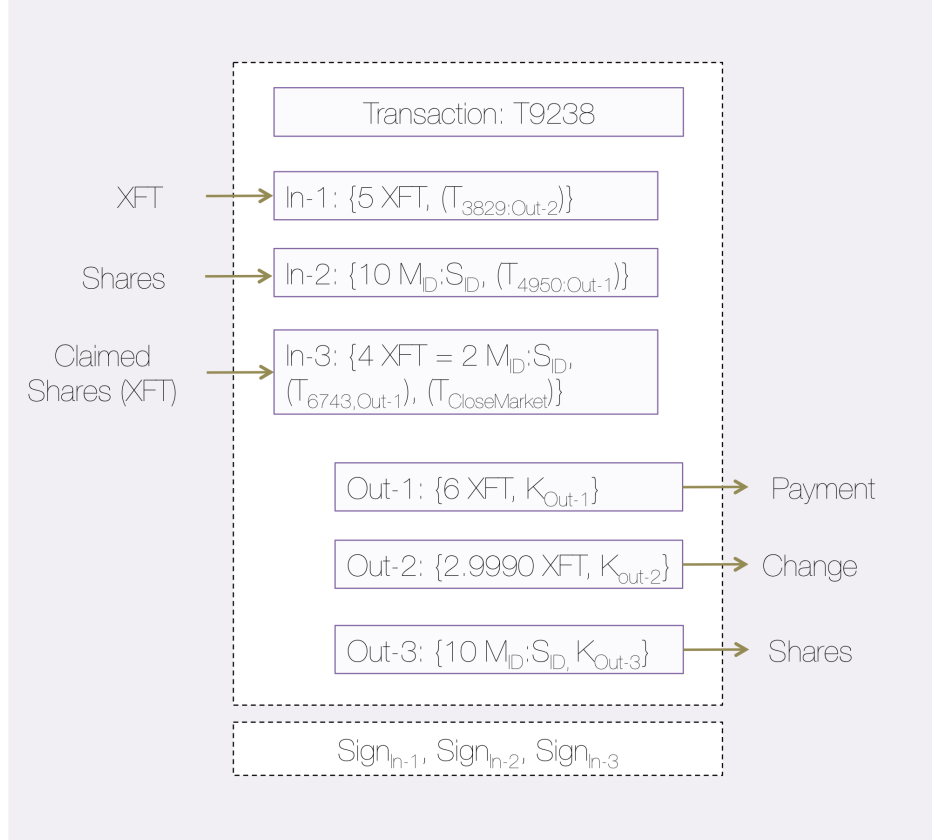 Transaction: T9238
XFT
In-1: {5 XFT, (T3829:Out-2)}
Shares
In-2: {10 MID:SID, (T4950:Out-1)}
Claimed
Shares (XFT)
In-3: {4 XFT = 2 MID:SID,
(T6743,Out-1), (TCloseMarket)}
Out-1: {6 XFT, KOut-1}
Payment
Out-2: {2.9990 XFT, Kout-2}
Change
Out-3: {10 MID:SID, KOut-3}
Shares
SignIn-1, SignIn-2, SignIn-3